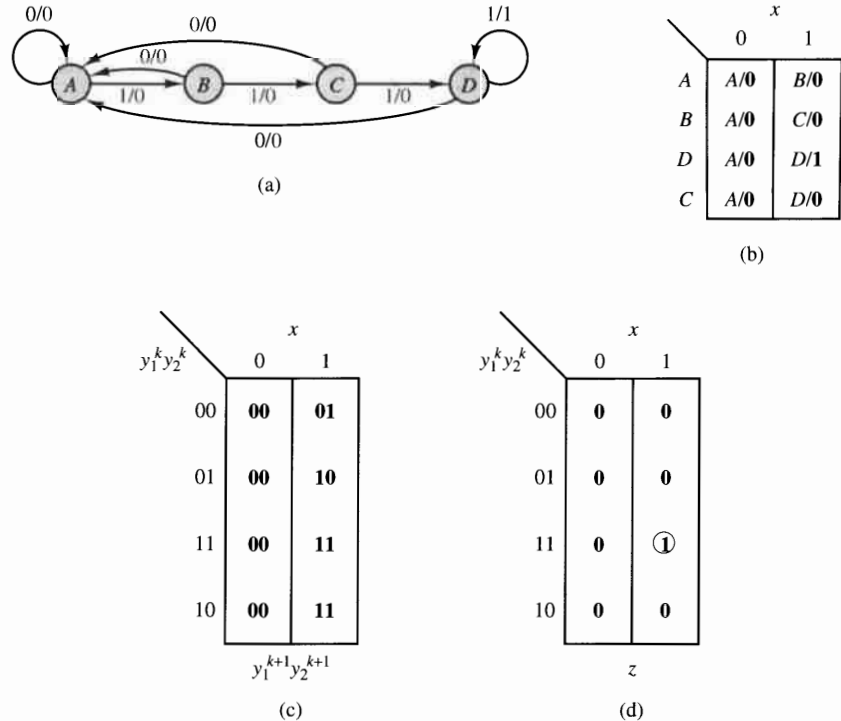 0/0
0/0
1/1
0/0
A
B
C
D
1/0
1/0
1/0
0/0
(a)
x
0 1
A A/0 B/0
B A/0 C/0
D A/0 D/1
C A/0 D/0
(b)
x
y₁ᵏy₂ᵏ 0 1
00 00 01
01 00 10
11 00 11
10 00 11
y₁ᵏ⁺¹y₂ᵏ⁺¹
(c)
x
y₁ᵏy₂ᵏ 0 1
00 0 0
01 0 0
11 0 1
10 0 0
z
(d)